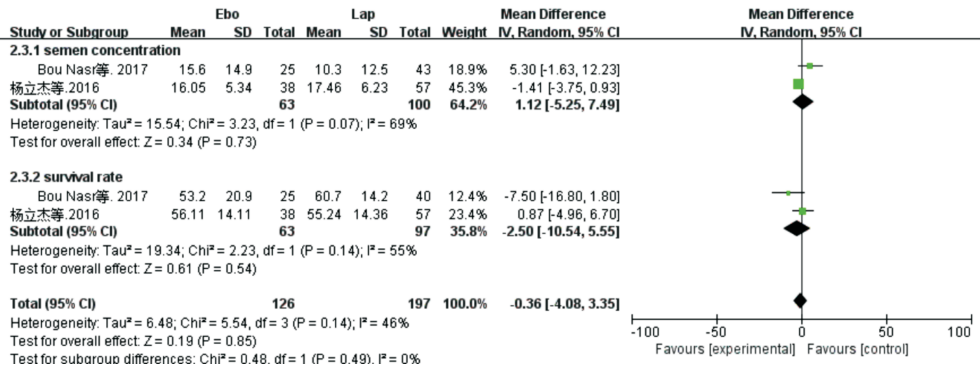 Ebo Lap Mean Difference Mean Difference
Study or Subgroup Mean SD Total Mean SD Total Weight IV, Random, 95% CI IV, Random, 95% CI
2.3.1 semen concentration
Bou Nasr等. 2017 15.6 14.9 25 10.3 12.5 43 18.9% 5.30 [-1.63, 12.23]
杨立杰等.2016 16.05 5.34 38 17.46 6.23 57 45.3% -1.41 [-3.75, 0.93]
Subtotal (95% CI) 63 100 64.2% 1.12 [-5.25, 7.49]
Heterogeneity: Tau² = 15.54; Chi² = 3.23, df = 1 (P = 0.07); I² = 69%
Test for overall effect: Z = 0.34 (P = 0.73)
2.3.2 survival rate
Bou Nasr等. 2017 53.2 20.9 25 60.7 14.2 40 12.4% -7.50 [-16.80, 1.80]
杨立杰等.2016 56.11 14.11 38 55.24 14.36 57 23.4% 0.87 [-4.96, 6.70]
Subtotal (95% CI) 63 97 35.8% -2.50 [-10.54, 5.55]
Heterogeneity: Tau² = 19.34; Chi² = 2.23, df = 1 (P = 0.14); I² = 55%
Test for overall effect: Z = 0.61 (P = 0.54)
Total (95% CI) 126 197 100.0% -0.36 [-4.08, 3.35]
Heterogeneity: Tau² = 6.48; Chi² = 5.54, df = 3 (P = 0.14); I² = 46%
Test for overall effect: Z = 0.19 (P = 0.85)
Test for subgroup differences: Chi² = 0.48, df = 1 (P = 0.49), I² = 0%
-100 -50 0 50 100
Favours [experimental] Favours [control]